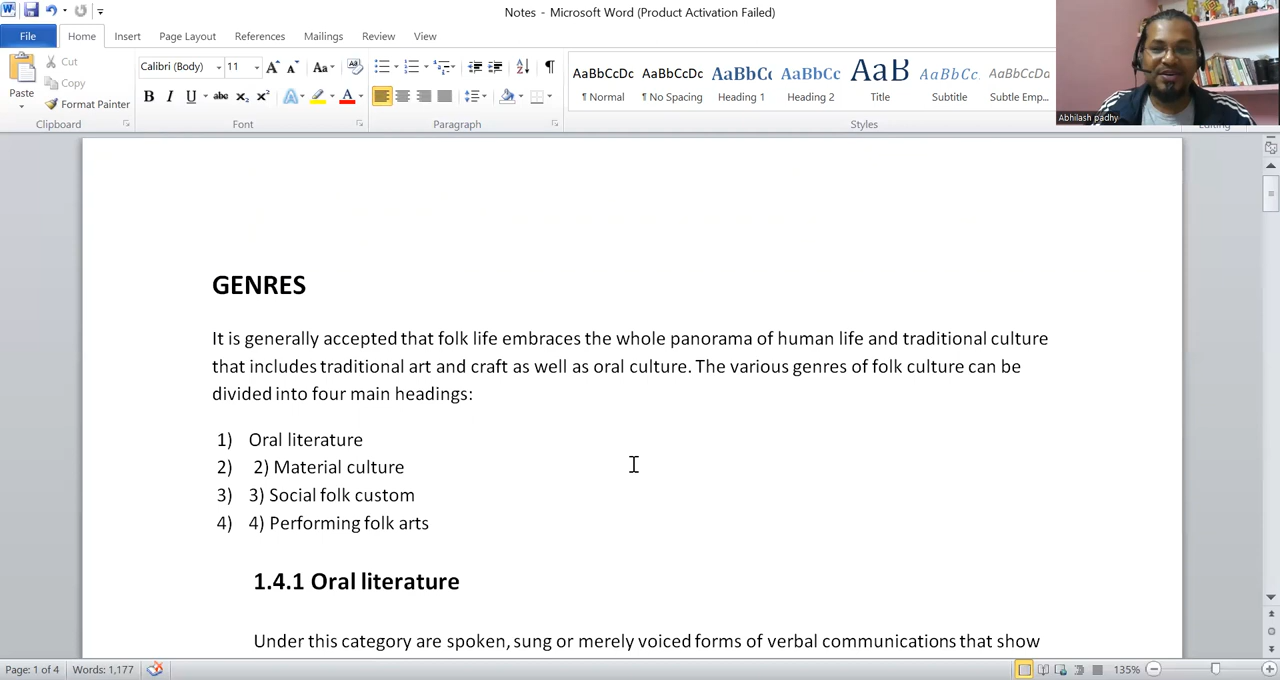 Notes - Microsoft Word (Product Activation Failed)
File Home Insert Page Layout References Mailings Review View
Paste
Cut
Copy
Format Painter
Clipboard
Calibri (Body) 11
Font
Paragraph
AaBbCcDc AaBbCcDc AaBbCc AaBbCc AaB AaBbCc. AaBbCcDa
¶ Normal ¶ No Spacing Heading 1 Heading 2 Title Subtitle Subtle Emp...
Styles
Editing
Abhilash padhy
GENRES
It is generally accepted that folk life embraces the whole panorama of human life and traditional culture
that includes traditional art and craft as well as oral culture. The various genres of folk culture can be
divided into four main headings:
1) Oral literature
2) 2) Material culture
3) 3) Social folk custom
4) 4) Performing folk arts
1.4.1 Oral literature
Under this category are spoken, sung or merely voiced forms of verbal communications that show
Page: 1 of 4 Words: 1,177 135%